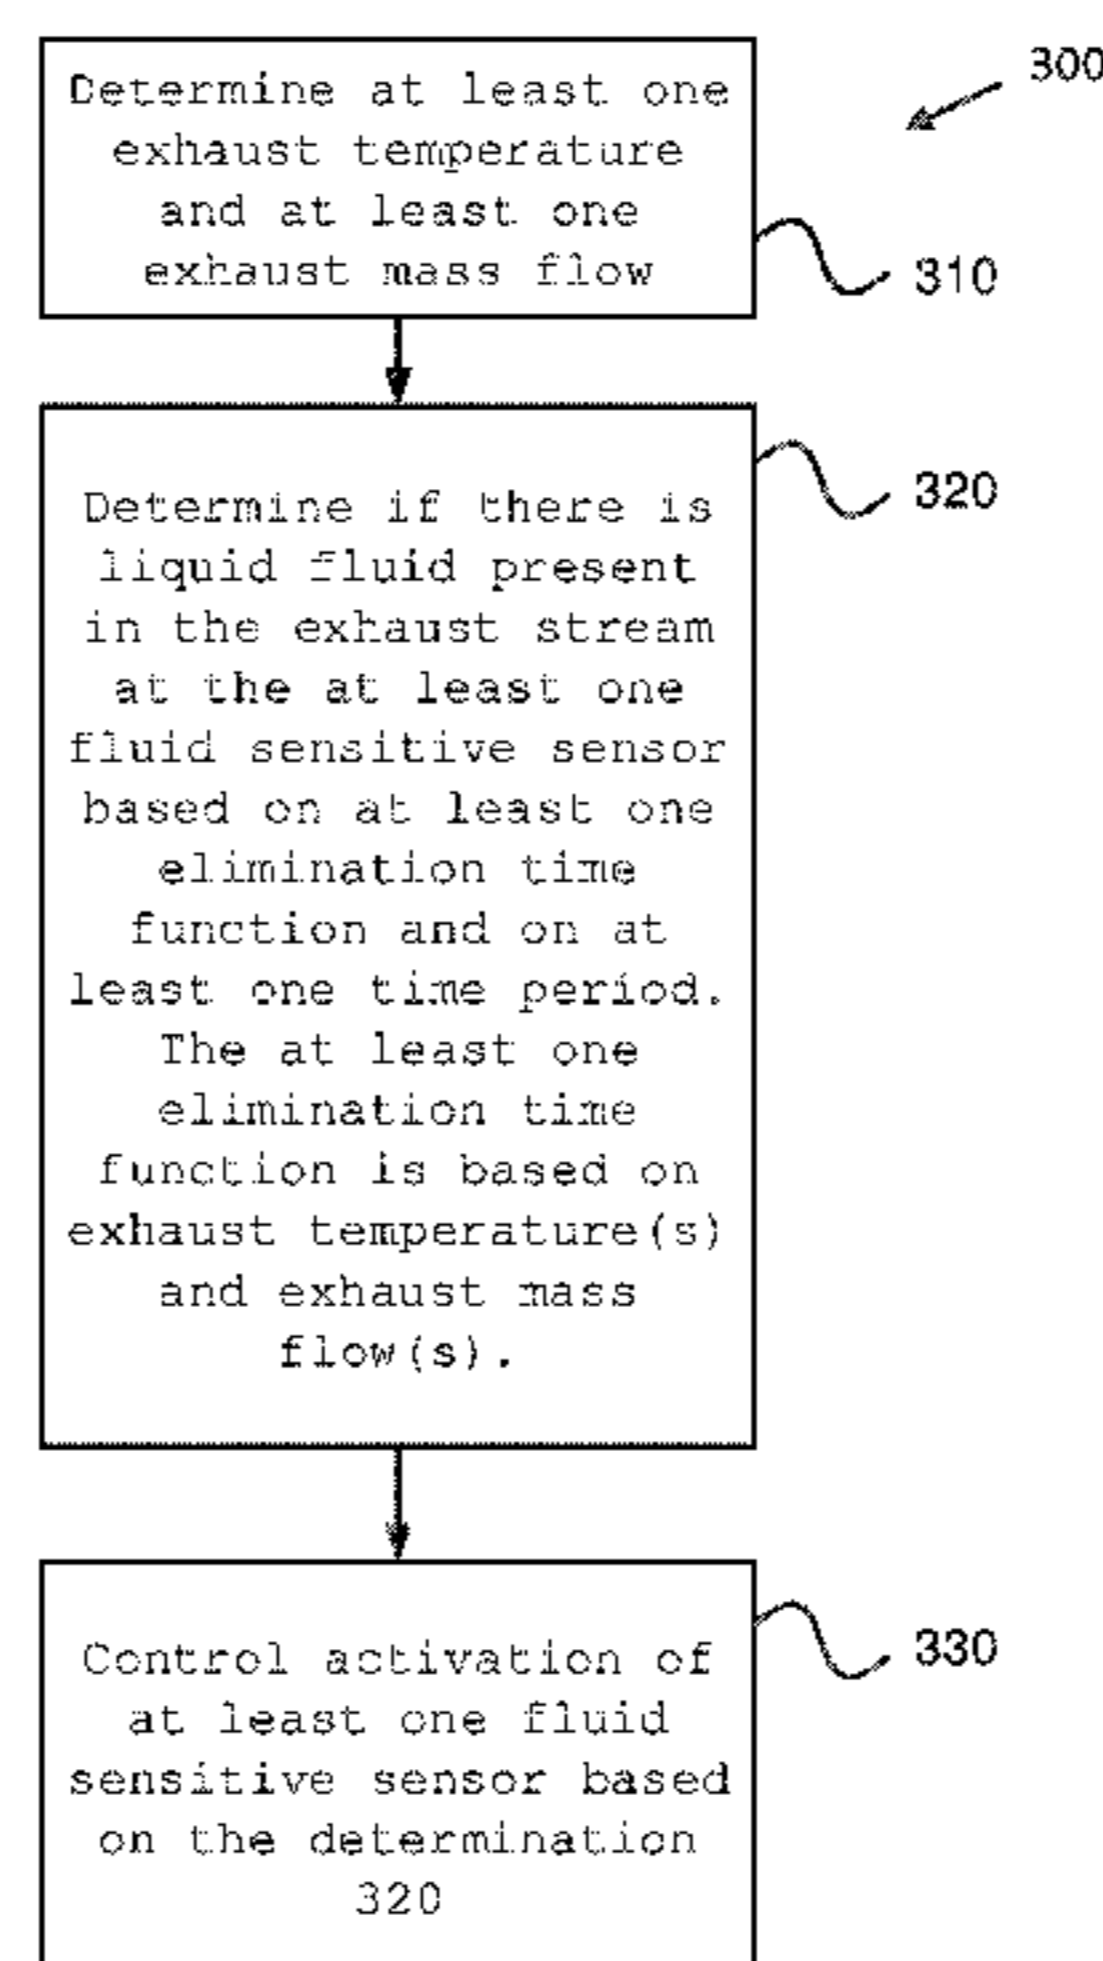 300
Determine at least one
exhaust temperature
and at least one
exhaust mass flow
310
320
Determine if there is
liquid fluid present
in the exhaust stream
at the at least one
fluid sensitive sensor
based on at least one
elimination time
function and on at
least one time period.
The at least one
elimination time
function is based on
exhaust temperature(s)
and exhaust mass
flow(s).
330
Control activation of
at least one fluid
sensitive sensor based
on the determination
320